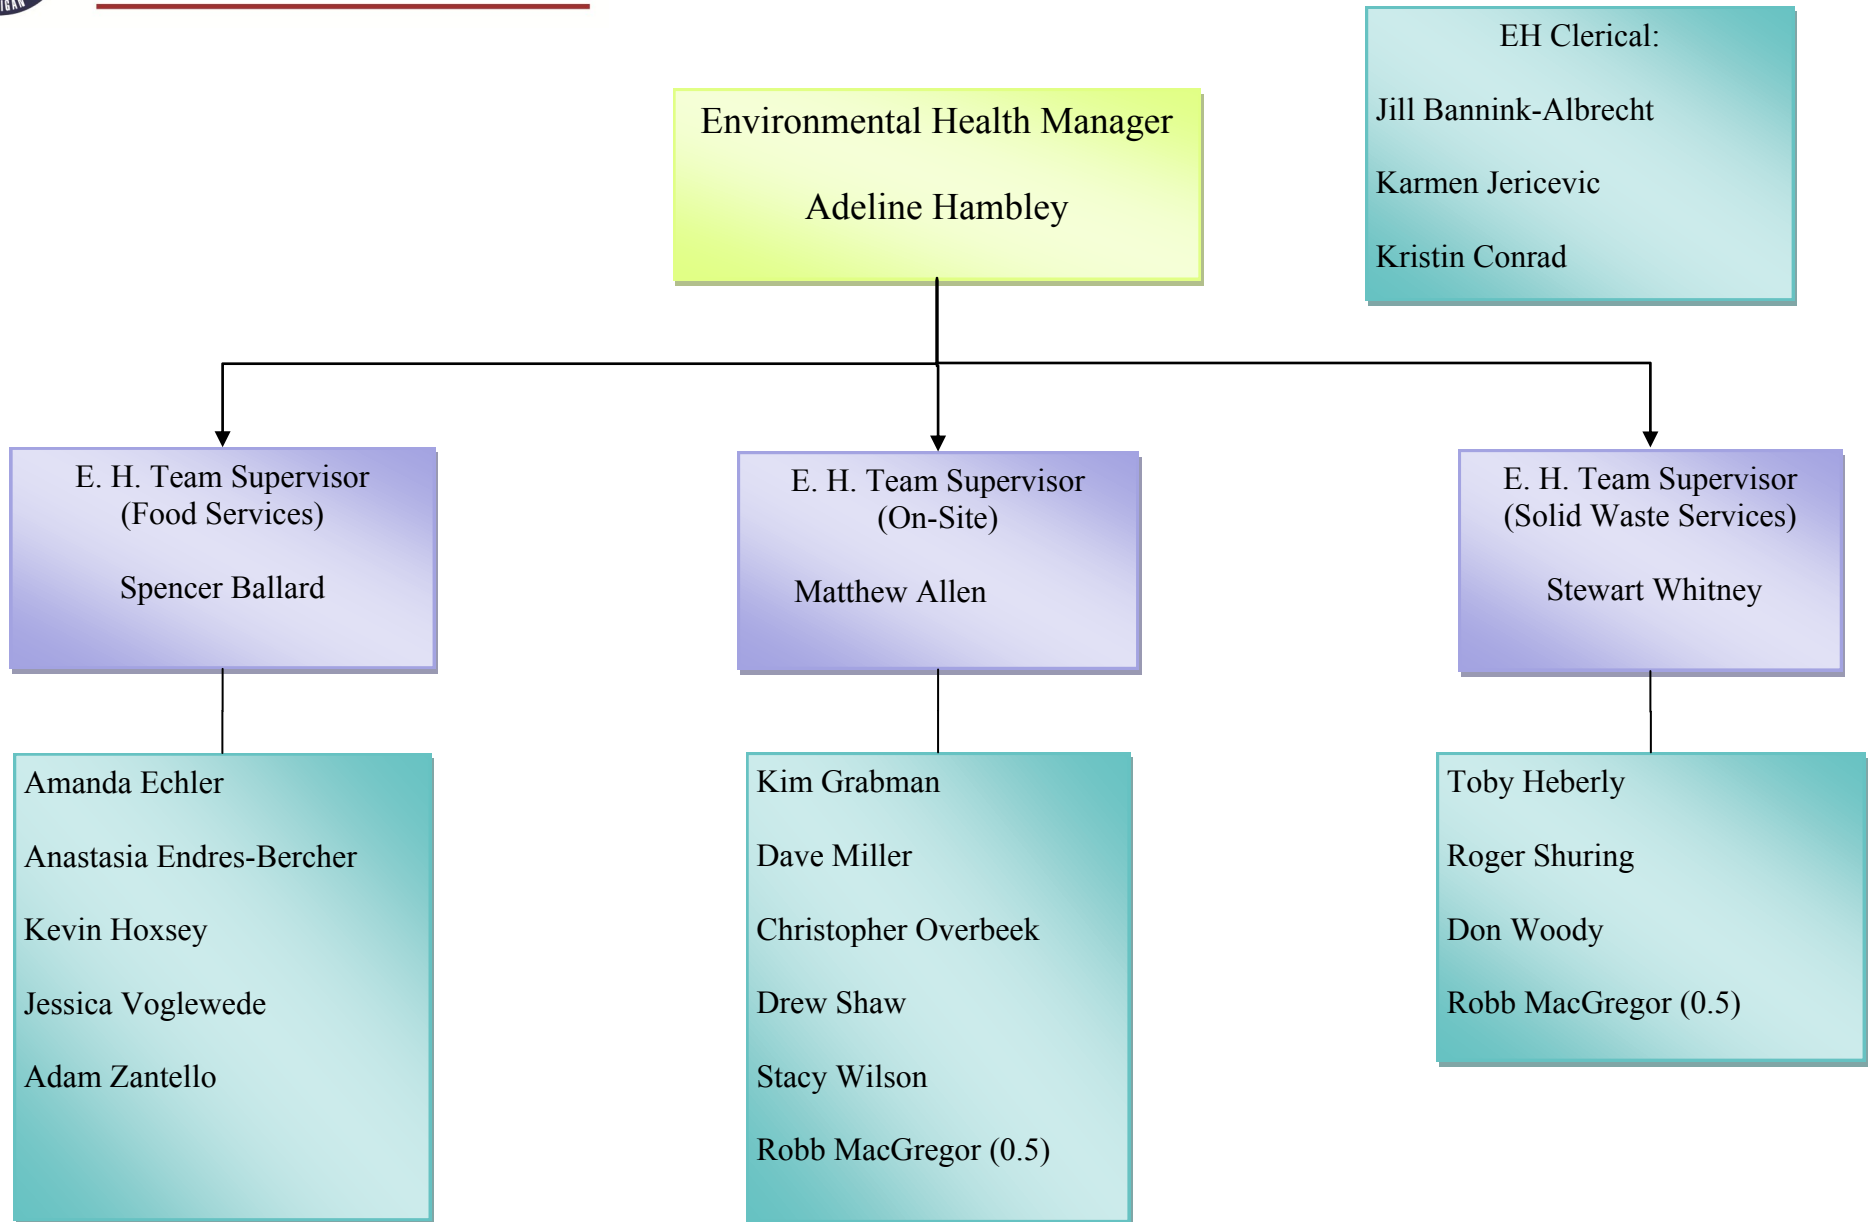 EH Clerical:
Jill Bannink-Albrecht
Karmen Jericevic
Kristin Conrad
Environmental Health Manager
Adeline Hambley
E. H. Team Supervisor
(Food Services)
Spencer Ballard
E. H. Team Supervisor
(On-Site)
Matthew Allen
E. H. Team Supervisor
(Solid Waste Services)
Stewart Whitney
Amanda Echler
Anastasia Endres-Bercher
Kevin Hoxsey
Jessica Voglewede
Adam Zantello
Kim Grabman
Dave Miller
Christopher Overbeek
Drew Shaw
Stacy Wilson
Robb MacGregor (0.5)
Toby Heberly
Roger Shuring
Don Woody
Robb MacGregor (0.5)